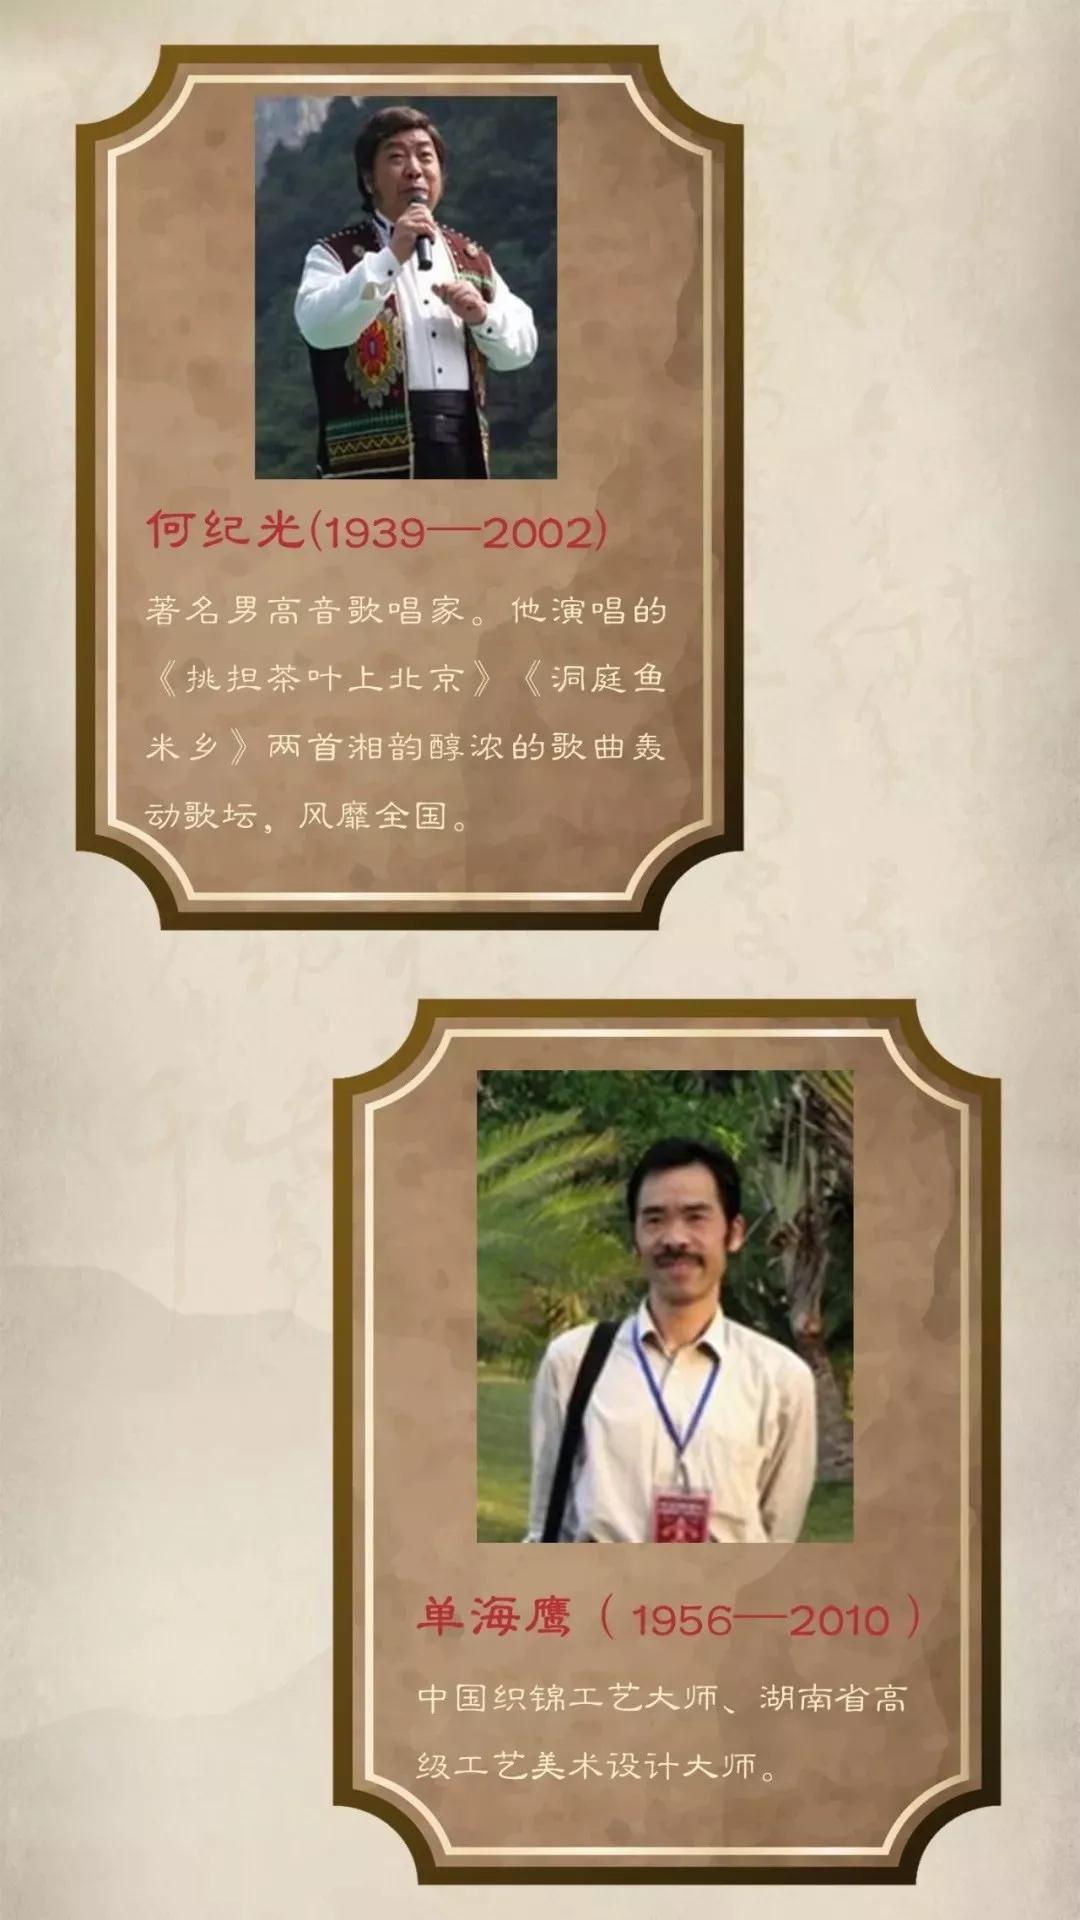 何纪光(1939—2002)
著名男高音歌唱家。他演唱的
《挑担茶叶上北京》《洞庭鱼
米乡》两首湘韵醇浓的歌曲轰
动歌坛，风靡全国。
单海鹰（1956—2010）
中国织锦工艺大师、湖南省高
级工艺美术设计大师。